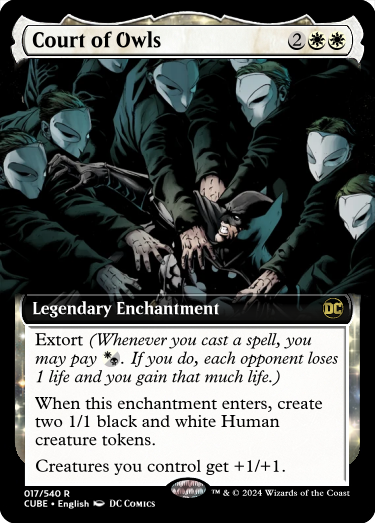 Court of Owls 2
Legendary Enchantment DC
Extort (Whenever you cast a spell, you
may pay . If you do, each opponent loses
1 life and you gain that much life.)
When this enchantment enters, create
two 1/1 black and white Human
creature tokens.
Creatures you control get +1/+1.
017/540 R
CUBE • English DC Comics
™ & © 2024 Wizards of the Coast